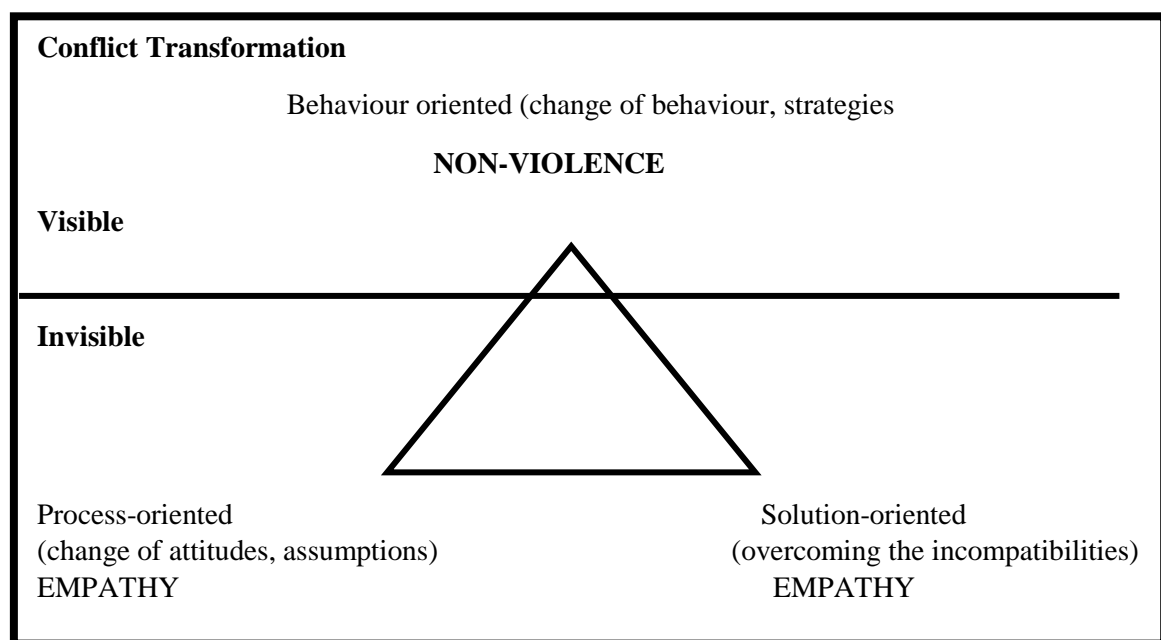 Conflict Transformation
Behaviour oriented (change of behaviour, strategies
NON-VIOLENCE
Visible
Invisible
Process-oriented
Solution-oriented
(change of attitudes, assumptions)
(overcoming the incompatibilities)
EMPATHY
EMPATHY